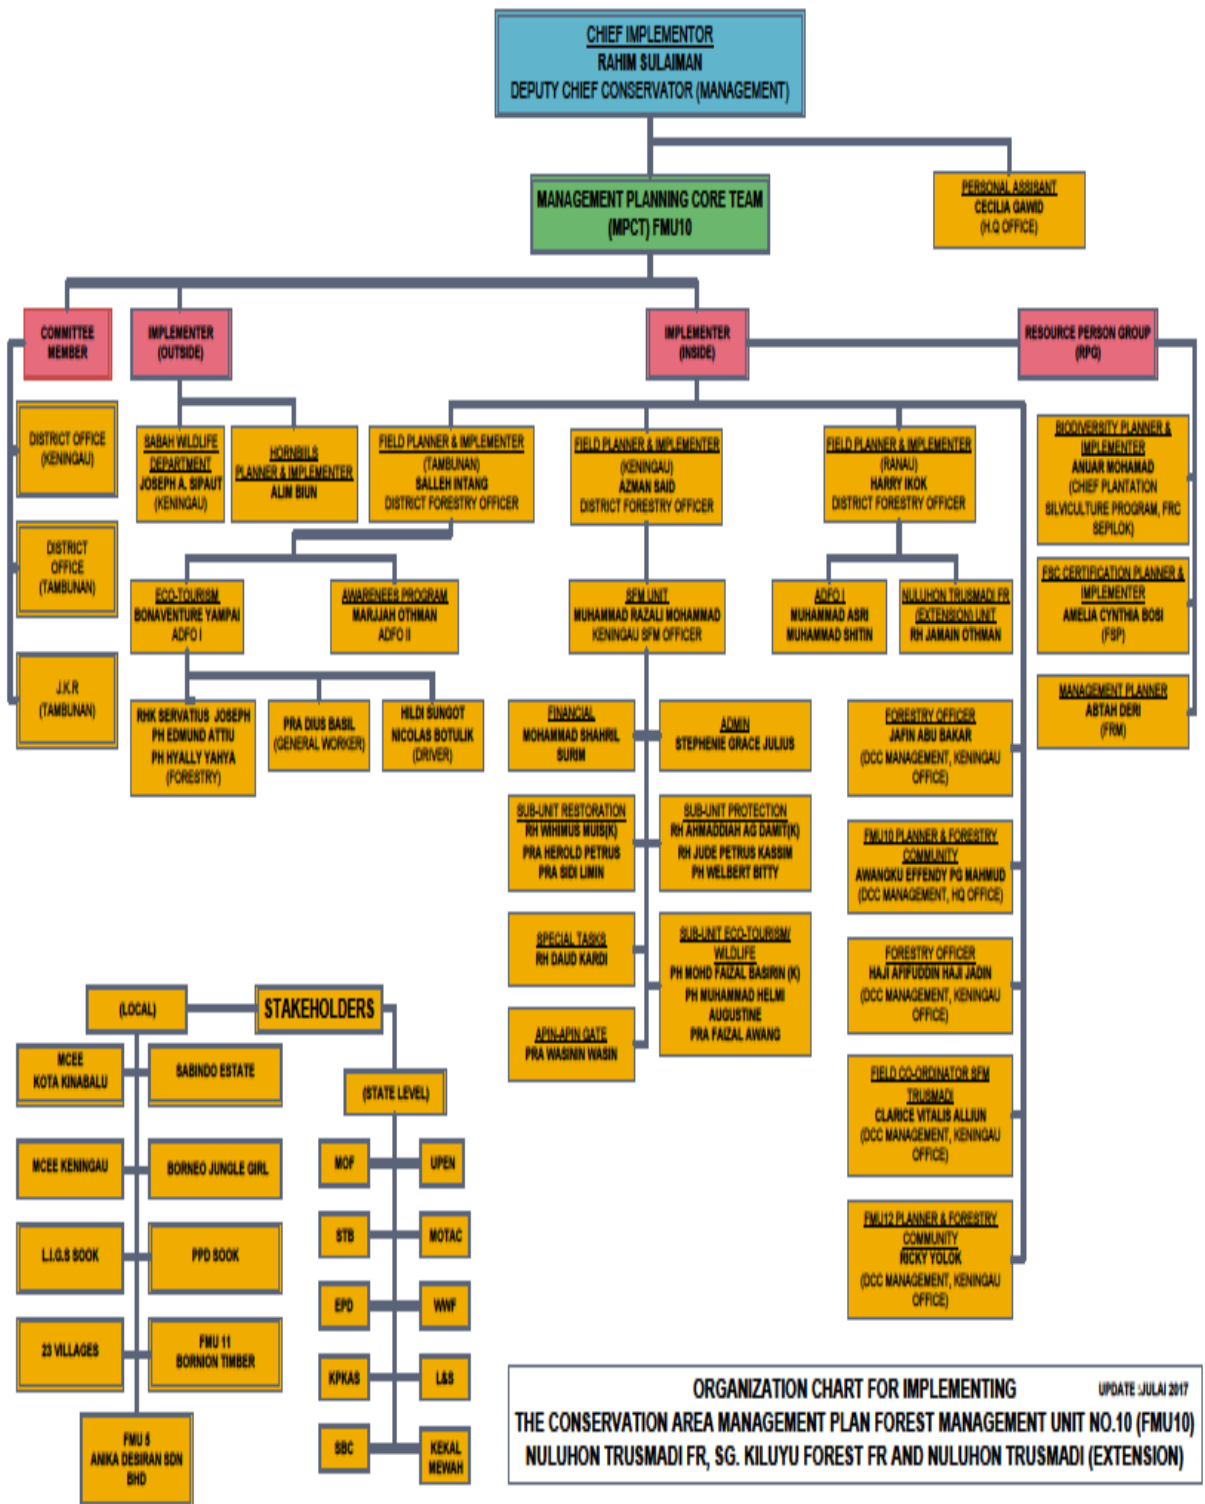 CHIEF IMPLEMENTOR
RAHIM SULAIMAN
DEPUTY CHIEF CONSERVATOR (MANAGEMENT)
MANAGEMENT PLANNING CORE TEAM
(MPCT) FMU10
PERSONAL ASSISANT
CECILIA GAWID
(H.Q OFFICE)
COMMITTEE
MEMBER
IMPLEMENTER
(OUTSIDE)
IMPLEMENTER
(INSIDE)
RESOURCE PERSON GROUP
(RPG)
DISTRICT OFFICE
(KENINGAU)
DISTRICT
OFFICE
(TAMBUNAN)
J.K.R
(TAMBUNAN)
SABAH WILDLIFE
DEPARTMENT
JOSEPH A. SIPAUT
(KENINGAU)
HORNBIILS
PLANNER & IMPLEMENTER
ALIM BIUN
FIELD PLANNER & IMPLEMENTER
(TAMBUNAN)
SALLEH INTANG
DISTRICT FORESTRY OFFICER
FIELD PLANNER & IMPLEMENTER
(KENINGAU)
AZMAN SAID
DISTRICT FORESTRY OFFICER
FIELD PLANNER & IMPLEMENTER
(RANAU)
HARRY IKOK
DISTRICT FORESTRY OFFICER
BIODIVERSITY PLANNER &
IMPLEMENTER
ANUAR MOHAMAD
(CHIEF PLANTATION
SILVICULTURE PROGRAM, FRC
SEPILOK)
FSC CERTIFICATION PLANNER &
IMPLEMENTER
AMELIA CYNTHIA BOSI
(FSP)
MANAGEMENT PLANNER
ABTAH DERI
(FRM)
ECO-TOURISM
BONAVENTURE YAMPAI
ADFO I
AWARENEES PROGRAM
MARJJAH OTHMAN
ADFO II
SFM UNIT
MUHAMMAD RAZALI MOHAMMAD
KENINGAU SFM OFFICER
ADFO I
MUHAMMAD ASRI
MUHAMMAD SHITIN
NULUHON TRUSMADI FR
(EXTENSION) UNIT
RH JAMAIN OTHMAN
RHK SERVATIUS JOSEPH
PH EDMUND ATTIU
PH HYALLY YAHYA
(FORESTRY)
PRA DIUS BASIL
(GENERAL WORKER)
HILDI SUNGOT
NICOLAS BOTULIK
(DRIVER)
FINANCIAL
MOHAMMAD SHAHRIL
SURIM
ADMIN
STEPHENIE GRACE JULIUS
SUB-UNIT RESTORATION
RH WIHIMUS MUIS(K)
PRA HEROLD PETRUS
PRA SIDI LIMIN
SUB-UNIT PROTECTION
RH AHMADDIAH AG DAMIT(K)
RH JUDE PETRUS KASSIM
PH WELBERT BITTY
SPECIAL TASKS
RH DAUD KARDI
SUB-UNIT ECO-TOURISM/
WILDLIFE
PH MOHD FAIZAL BASIRIN (K)
PH MUHAMMAD HELMI
AUGUSTINE
PRA FAIZAL AWANG
APIN-APIN GATE
PRA WASININ WASIN
FORESTRY OFFICER
JAFIN ABU BAKAR
(DCC MANAGEMENT, KENINGAU
OFFICE)
FMU10 PLANNER & FORESTRY
COMMUNITY
AWANGKU EFFENDY PG MAHMUD
(DCC MANAGEMENT, HQ OFFICE)
FORESTRY OFFICER
HAJI AFIFUDDIN HAJI JADIN
(DCC MANAGEMENT, KENINGAU
OFFICE)
FIELD CO-ORDINATOR SFM
TRUSMADI
CLARICE VITALIS ALLIUN
(DCC MANAGEMENT, KENINGAU
OFFICE)
FMU12 PLANNER & FORESTRY
COMMUNITY
RICKY YOLOK
(DCC MANAGEMENT, KENINGAU
OFFICE)
(LOCAL)
STAKEHOLDERS
MCEE
KOTA KINABALU
SABINDO ESTATE
MCEE KENINGAU
BORNEO JUNGLE GIRL
L.I.G.S SOOK
PPD SOOK
23 VILLAGES
FMU 11
BORNION TIMBER
FMU 5
ANIKA DESIRAN SDN
BHD
(STATE LEVEL)
MOF
UPEN
STB
MOTAC
EPD
WWF
KPKAS
L&S
SBC
KEKAL
MEWAH
ORGANIZATION CHART FOR IMPLEMENTING
UPDATE :JULAI 2017
THE CONSERVATION AREA MANAGEMENT PLAN FOREST MANAGEMENT UNIT NO.10 (FMU10)
NULUHON TRUSMADI FR, SG. KILUYU FOREST FR AND NULUHON TRUSMADI (EXTENSION)